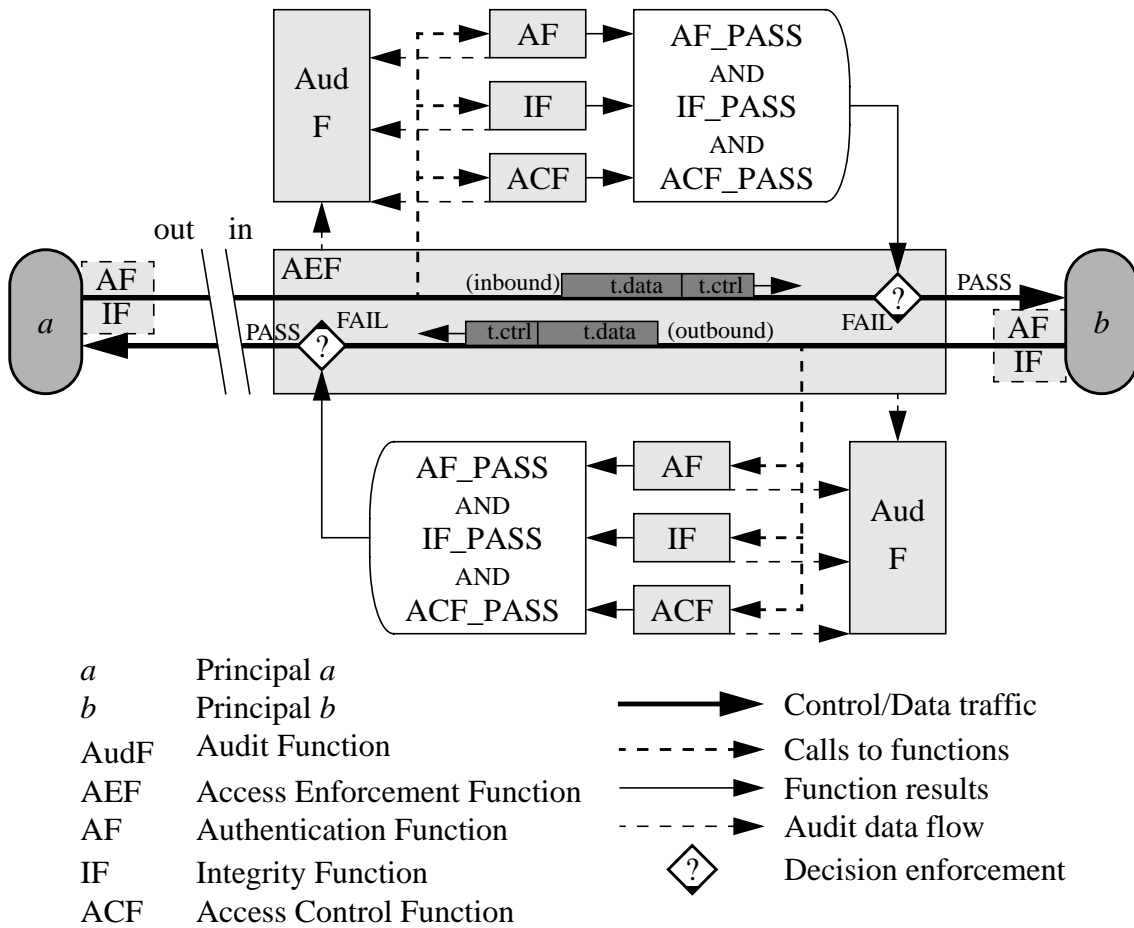 AF
AF_PASS
Aud
F
AND
IF
IF_PASS
AND
ACF
ACF_PASS
out in
AEF
AF
IF
a
(inbound)
t.data
t.ctrl
?
PASS
FAIL
b
PASS
?
FAIL
t.ctrl
t.data
(outbound)
AF
IF
AF_PASS
AND
IF_PASS
AND
ACF_PASS
AF
IF
ACF
Aud
F
a Principal a
b Principal b
AudF Audit Function
AEF Access Enforcement Function
AF Authentication Function
IF Integrity Function
ACF Access Control Function
Control/Data traffic
Calls to functions
Function results
Audit data flow
? Decision enforcement